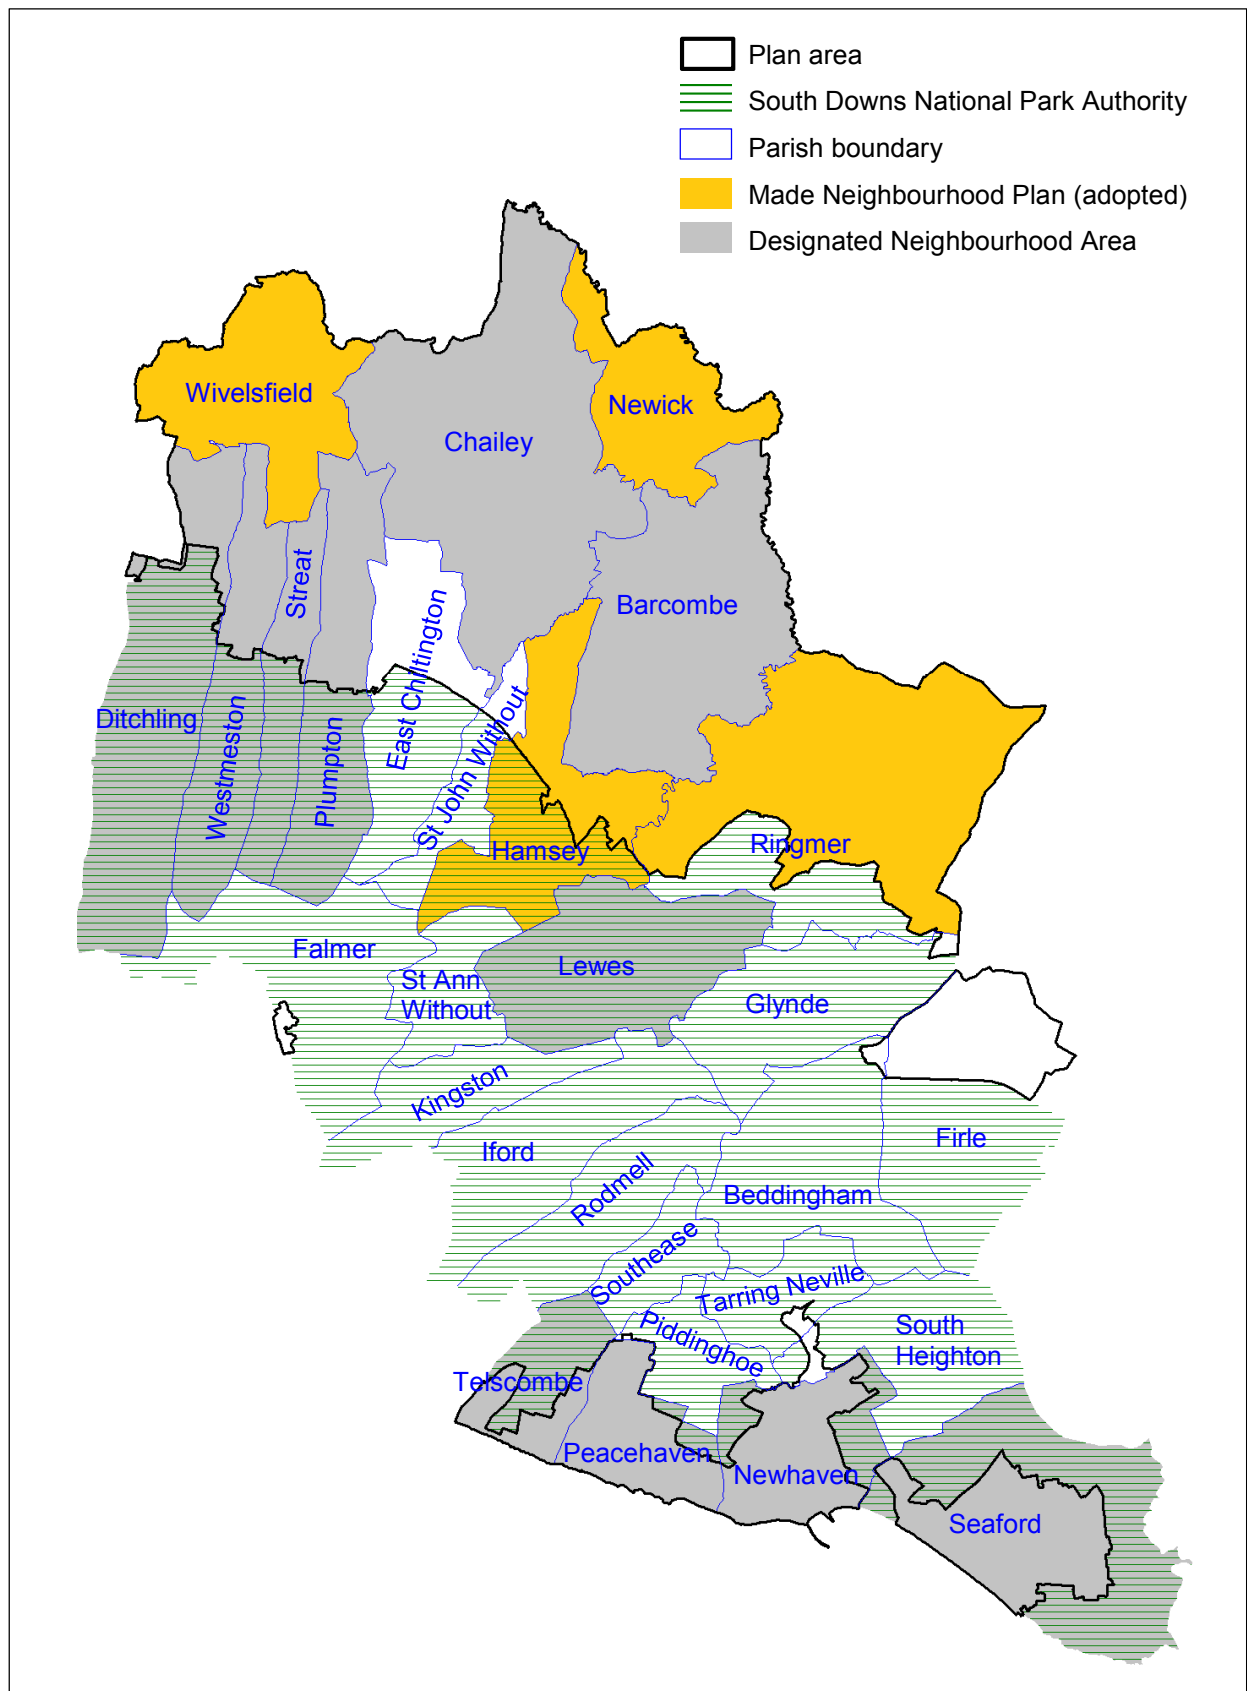 Plan area
South Downs National Park Authority
Parish boundary
Made Neighbourhood Plan (adopted)
Designated Neighbourhood Area
Wivelsfield
Newick
Chailey
Streat
Barcombe
East Chiltington
Ditchling
Westmeston
Plumpton
St John Without
Hamsey
Ringmer
Falmer
St Ann
Without
Lewes
Glynde
Kingston
Iford
Firle
Rodmell
Beddingham
Southease
Tarring Neville
Piddinghoe
South
Heighton
Telscombe
Peacehaven
Newhaven
Seaford